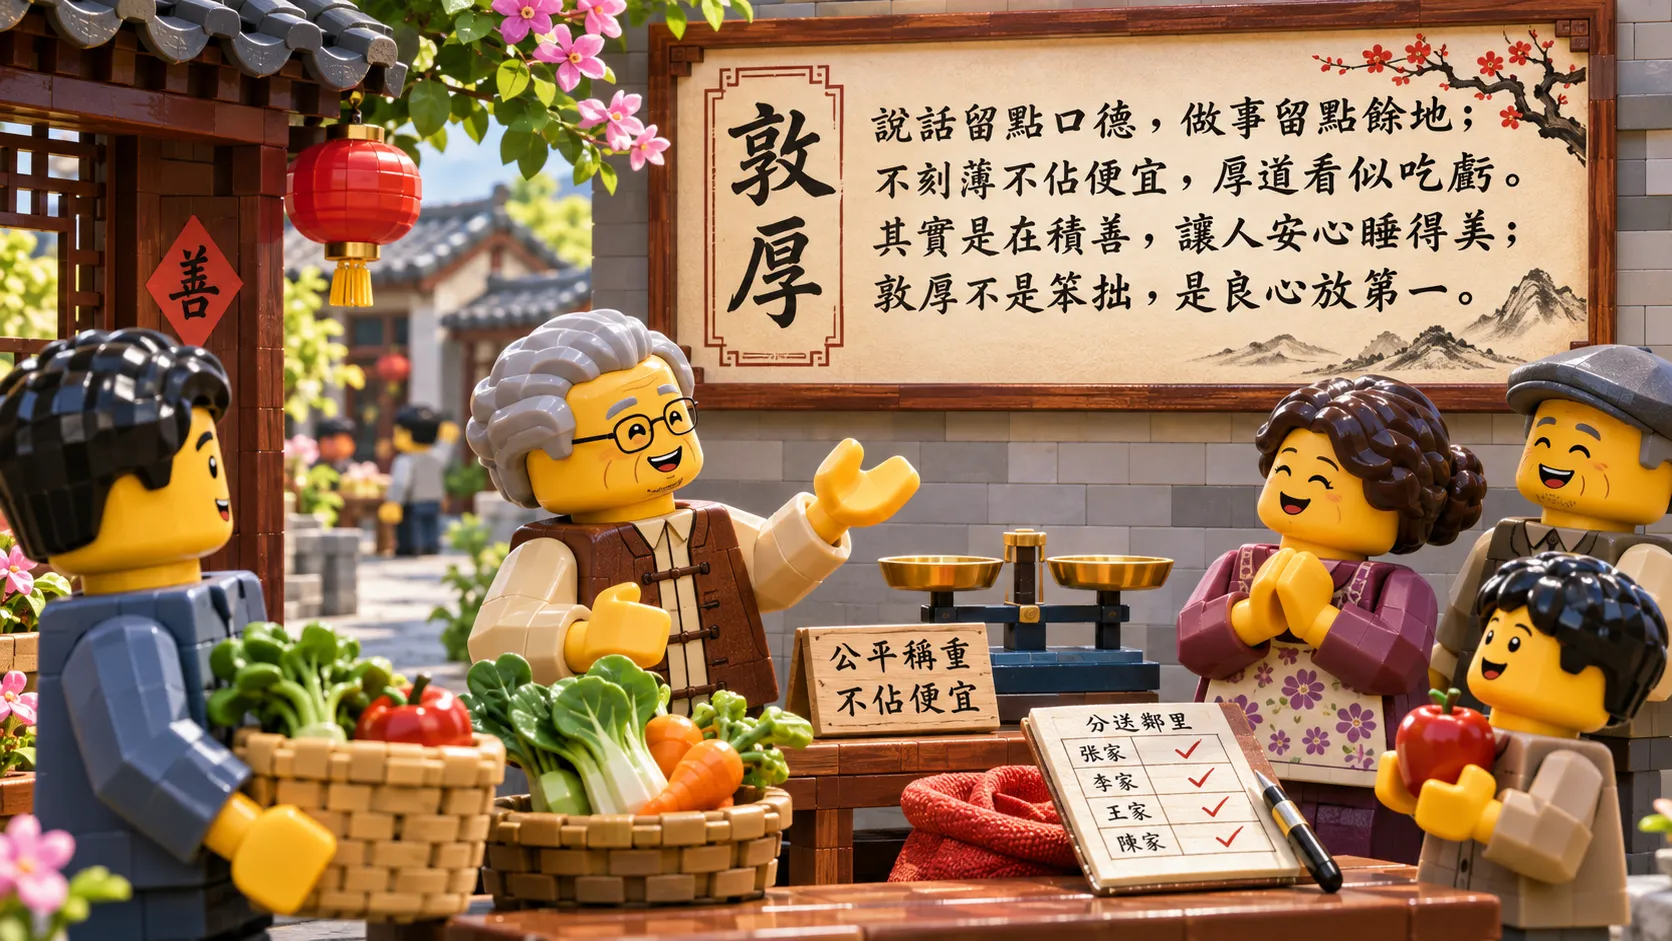 敦厚
說話留點口德，做事留點餘地；
不刻薄不佔便宜，厚道看似吃虧。
其實是在積善，讓人安心睡得美；
敦厚不是笨拙，是良心放第一。
善
公平稱重
不佔便宜
分送鄰里
张家
李家
王家
陳家